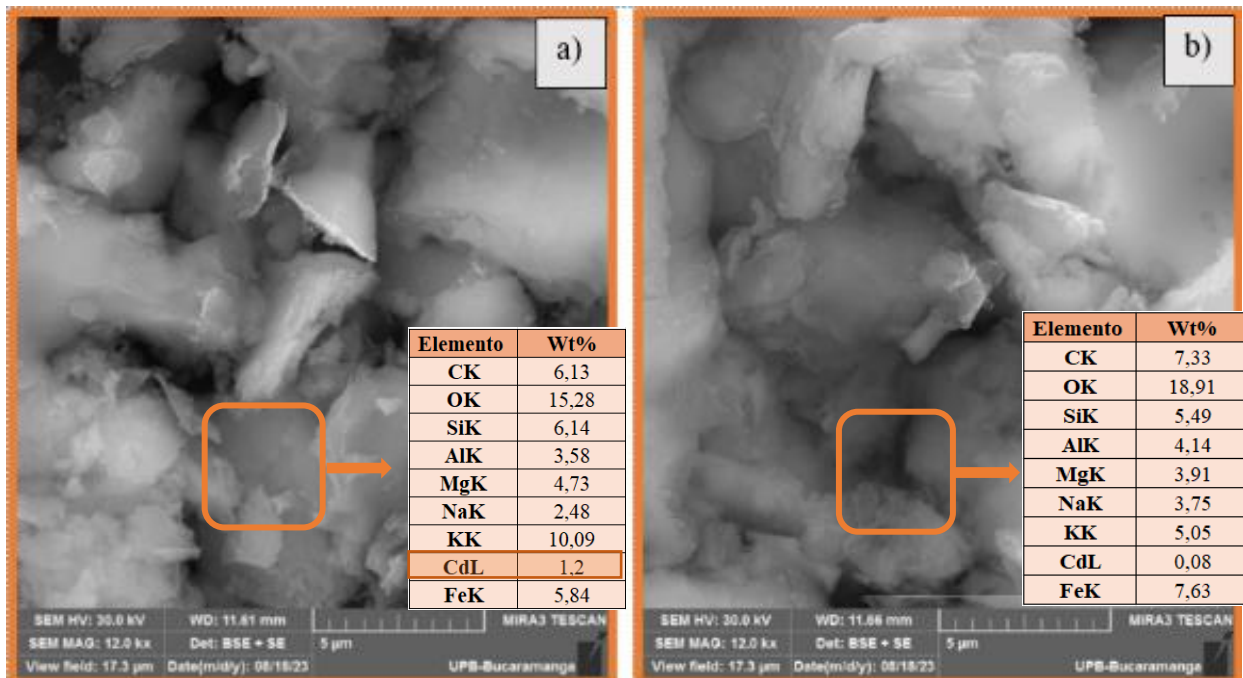 a)
Elemento Wt%
CK 6,13
OK 15,28
SiK 6,14
AlK 3,58
MgK 4,73
NaK 2,48
KK 10,09
CdL 1,2
FeK 5,84
SEM HV: 30.0 kV WD: 11.61 mm MIRA3 TESCAN
SEM MAG: 12.0 kx Det: BSE + SE 5 µm
View field: 17.3 µm Date(m/d/y): 08/18/23 UPB-Bucaramanga
b)
Elemento Wt%
CK 7,33
OK 18,91
SiK 5,49
AlK 4,14
MgK 3,91
NaK 3,75
KK 5,05
CdL 0,08
FeK 7,63
SEM HV: 30.0 kV WD: 11.66 mm MIRA3 TESCAN
SEM MAG: 12.0 kx Det: BSE + SE 5 µm
View field: 17.3 µm Date(m/d/y): 08/18/23 UPB-Bucaramanga